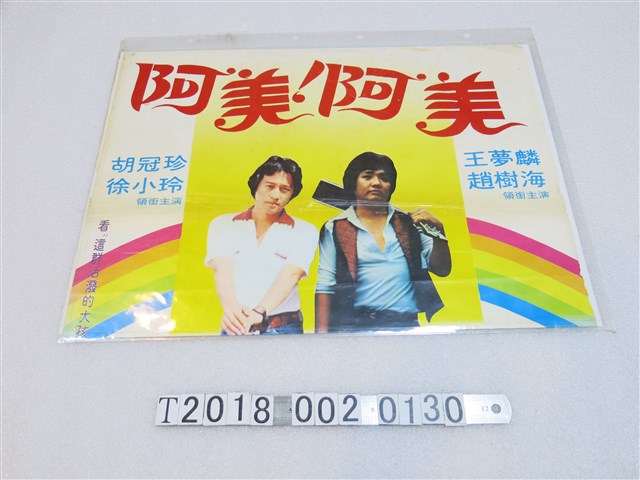 阿美！阿美
胡冠珍
徐小玲
領銜主演
王夢麟
趙樹海
領銜主演
看"這群活潑的大孩
T2018 002 0130
12